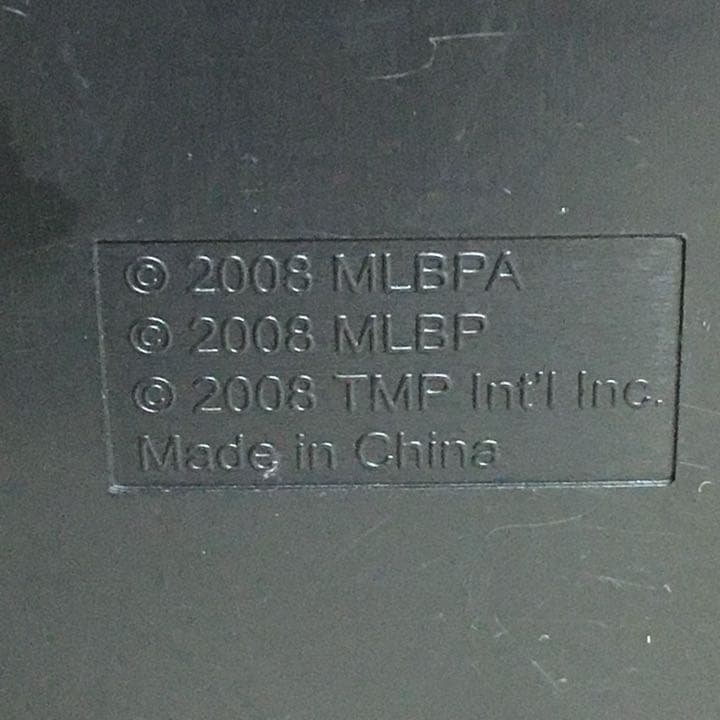 © 2008 MLBPA
© 2008 MLBP
© 2008 TMP Int'l Inc.
Made in China